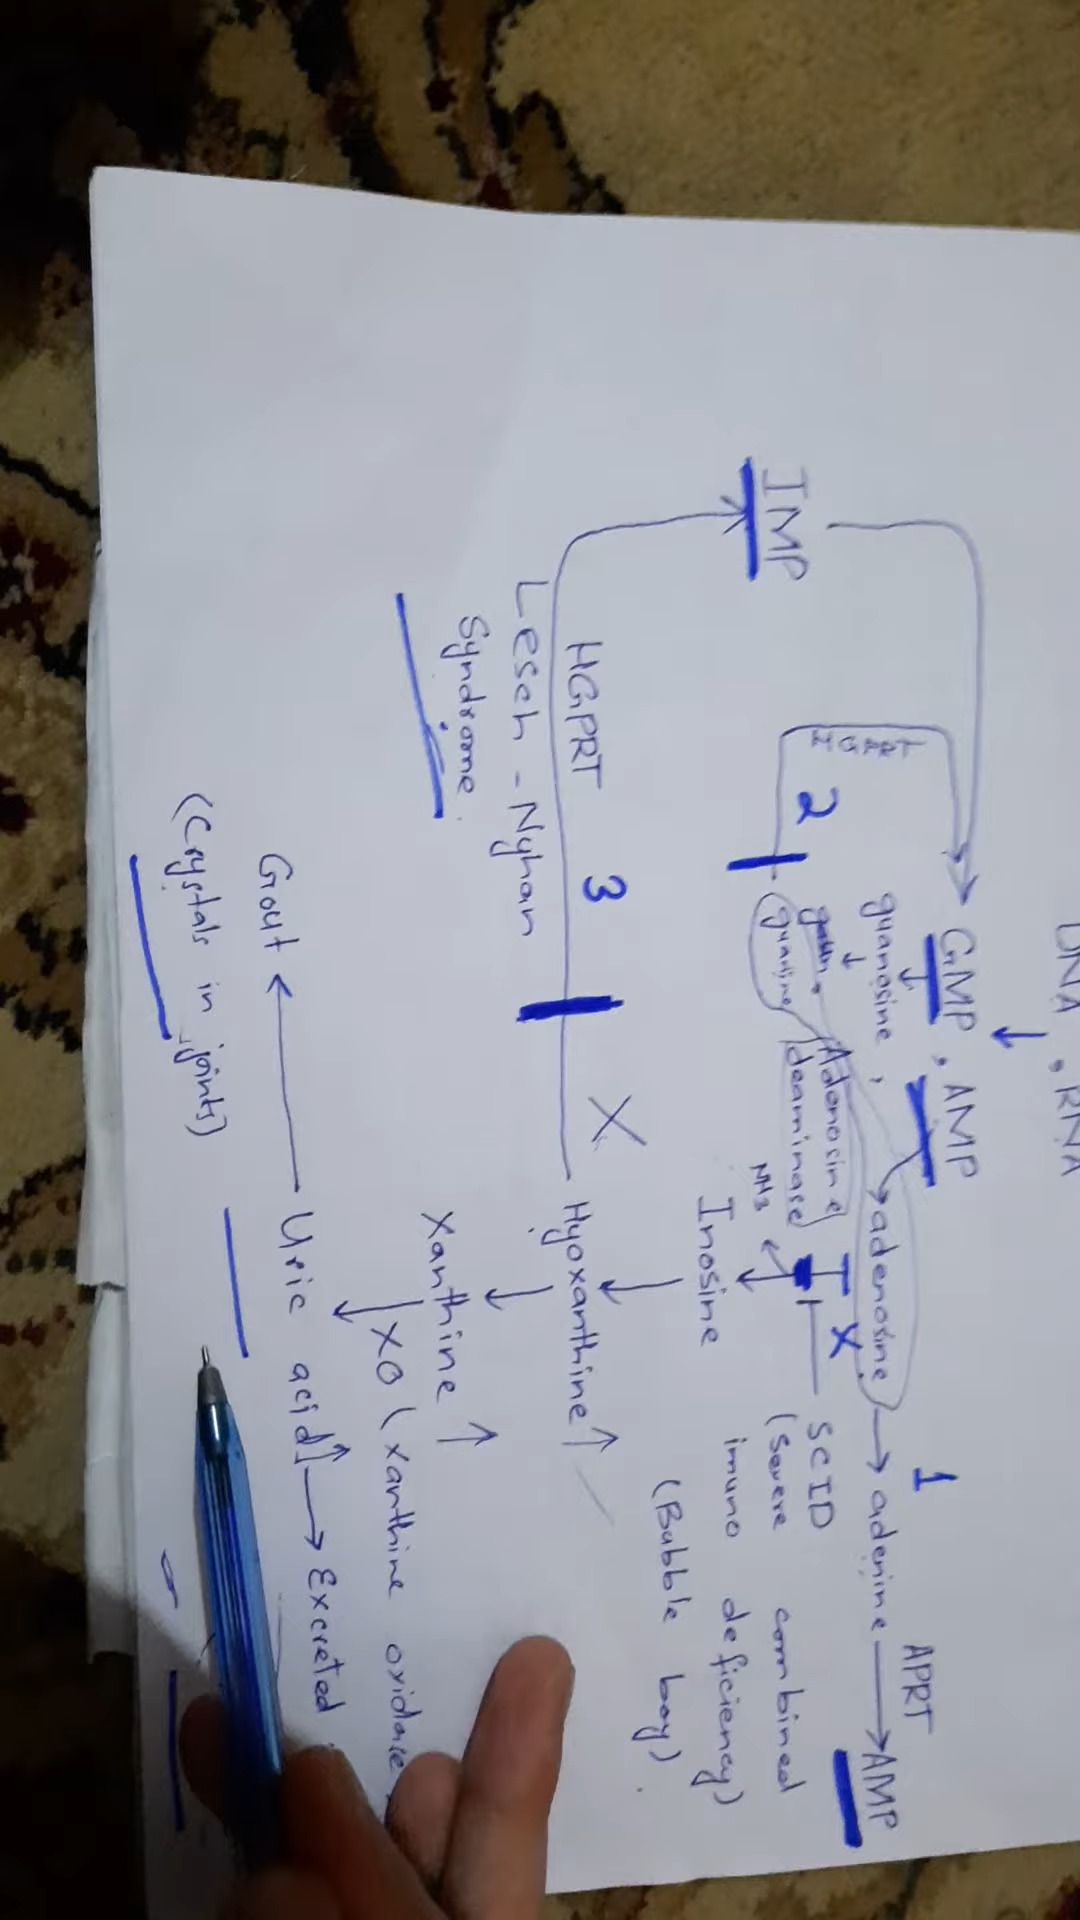 DNA, RNA
IMP
GMP, AMP
guanosine,
adenosine
adenine
APRT
AMP
1
HGPRT
2
guanine
Adenosine
deaminase
I X
SCID
(Severe combined
imuno deficiency)
(Bubble boy)
NH3
Inosine
HGPRT 3 X
Hyoxanthine
Lesch-Nyhan
Syndrome.
Xanthine
XO (xanthine oxidase
Gout
Uric acid
Excreted
(Crystals in joints)